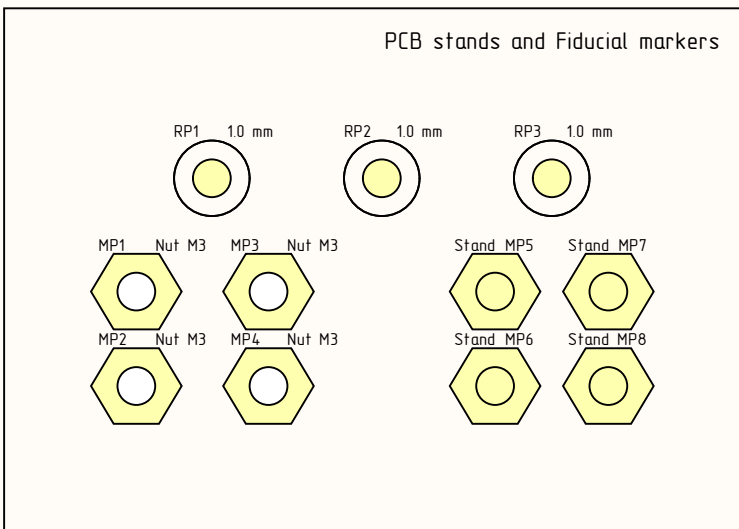 PCB stands and Fiducial markers
RP1 1.0 mm RP2 1.0 mm RP3 1.0 mm
MP1 Nut M3 MP3 Nut M3 Stand MP5 Stand MP7
MP2 Nut M3 MP4 Nut M3 Stand MP6 Stand MP8